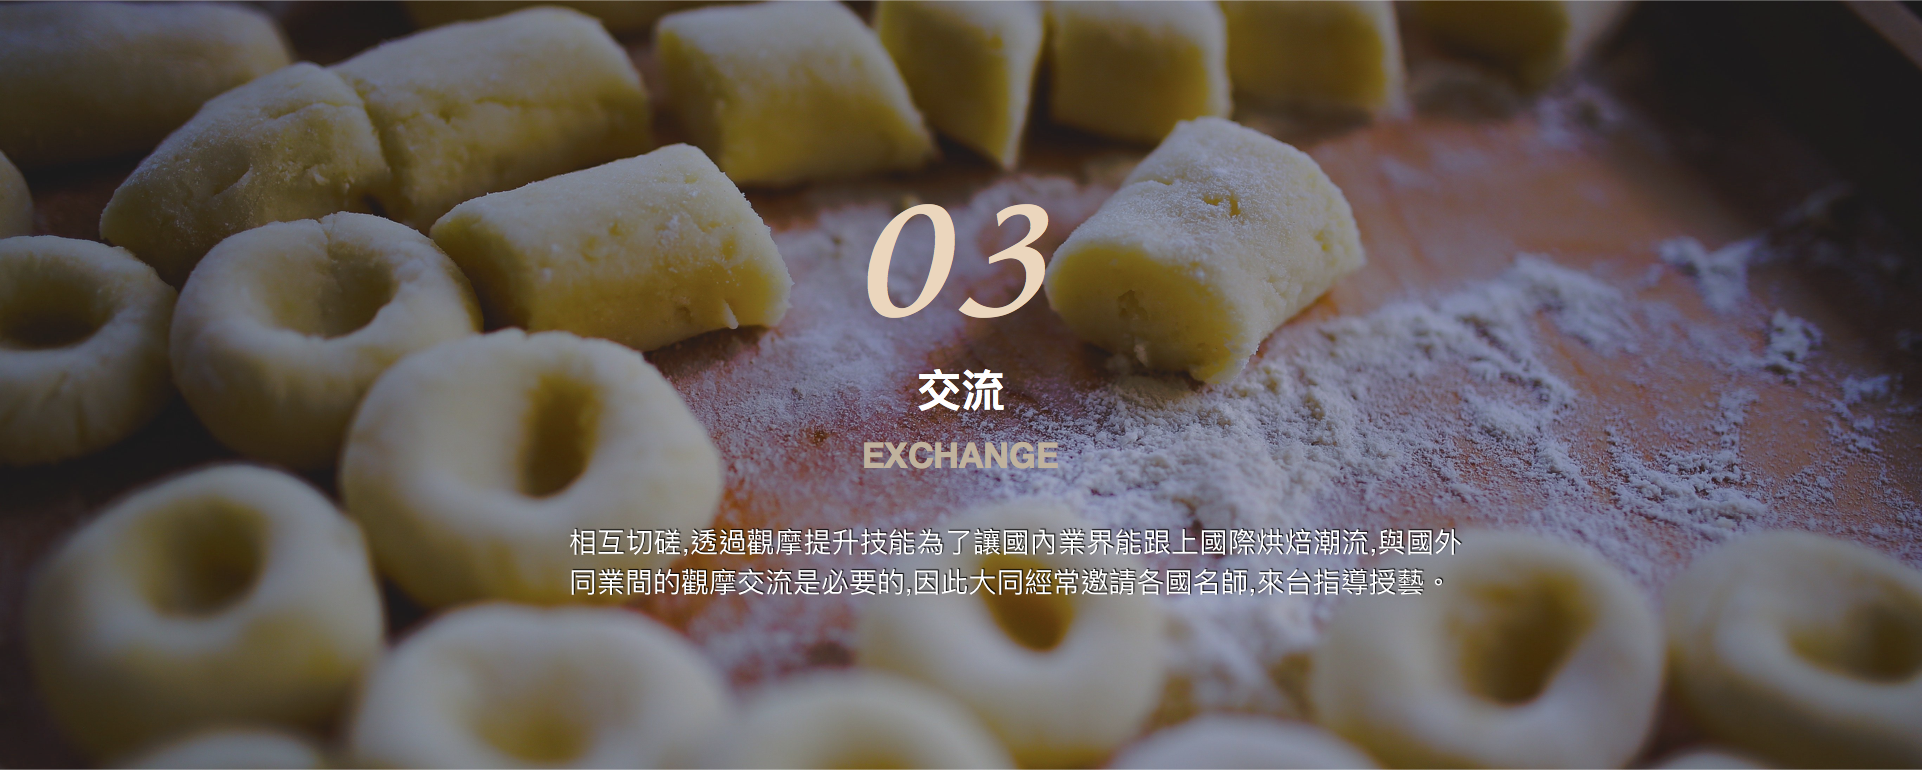 03
交流
EXCHANGE
相互切磋,透過觀摩提升技能為了讓國內業界能跟上國際烘焙潮流,與國外
同業間的觀摩交流是必要的,因此大同經常邀請各國名師,來台指導授藝。